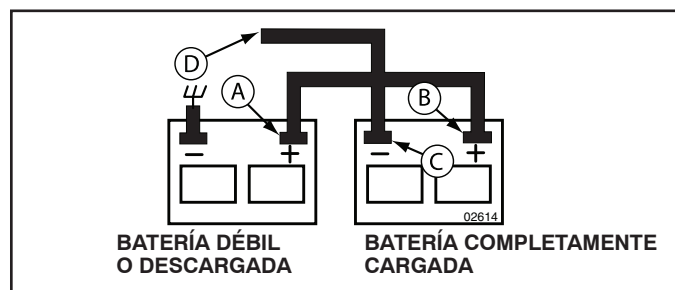 D
A
B
C
− +
− +
02614
BATERÍA DÉBIL
O DESCARGADA
BATERÍA COMPLETAMENTE
CARGADA